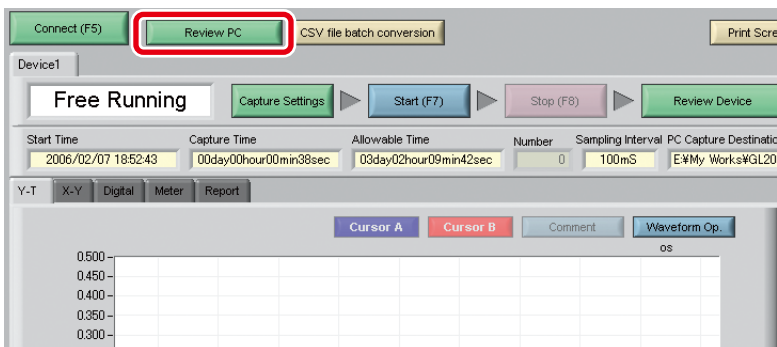 Connect (F5) Review PC CSV file batch conversion Print Scre
Device1
Free Running Capture Settings Start (F7) Stop (F8) Review Device
Start Time Capture Time Allowable Time Number Sampling Interval PC Capture Destinatio
2006/02/07 18:52:43 00day00hour00min38sec 03day02hour09min42sec 0 100mS E:¥My Works¥GL20
Y-T X-Y Digital Meter Report
Cursor A Cursor B Comment Waveform Op.
os
0.500
0.450
0.400
0.350
0.300